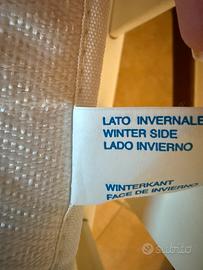 LATO INVERNALE
WINTER SIDE
LADO INVIERNO
WINTERKANT
FACE DE INVIERNO
subito